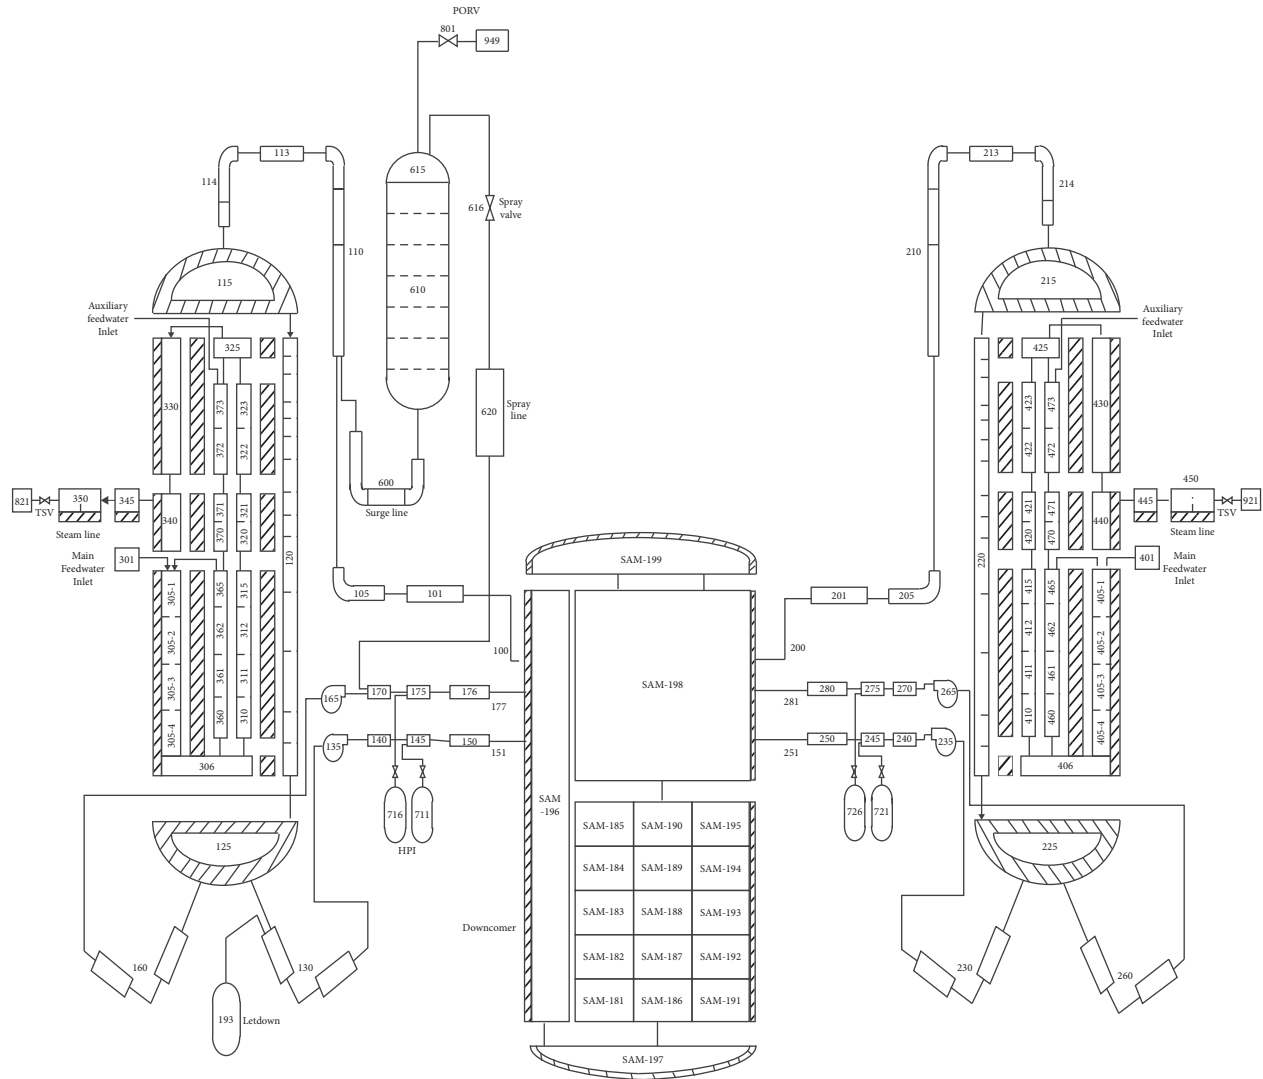 PORV
801
949
113
114
110
115
615
616
Spray
valve
610
620
Spray
line
600
Surge line
Auxiliary
feedwater
Inlet
325
330
373
323
372
322
340
371
321
370
320
120
821
TSV
350
345
Steam line
Main
Feedwater
Inlet
301
305-1
305-2
305-3
305-4
365
315
362
312
361
311
360
310
306
105
101
100
165
170
175
176
177
135
140
145
150
151
716
711
HPI
125
160
130
193
Letdown
SAM-199
SAM
-196
SAM-198
SAM-185
SAM-190
SAM-195
SAM-184
SAM-189
SAM-194
SAM-183
SAM-188
SAM-193
SAM-182
SAM-187
SAM-192
SAM-181
SAM-186
SAM-191
Downcomer
SAM-197
213
214
210
215
Auxiliary
feedwater
Inlet
425
423
473
430
422
472
421
471
440
420
470
220
445
450
921
TSV
Steam line
401
Main
Feedwater
Inlet
415
465
405-1
412
462
405-2
411
461
405-3
410
460
405-4
406
201
205
200
280
275
270
265
281
250
245
240
235
251
726
721
225
230
260